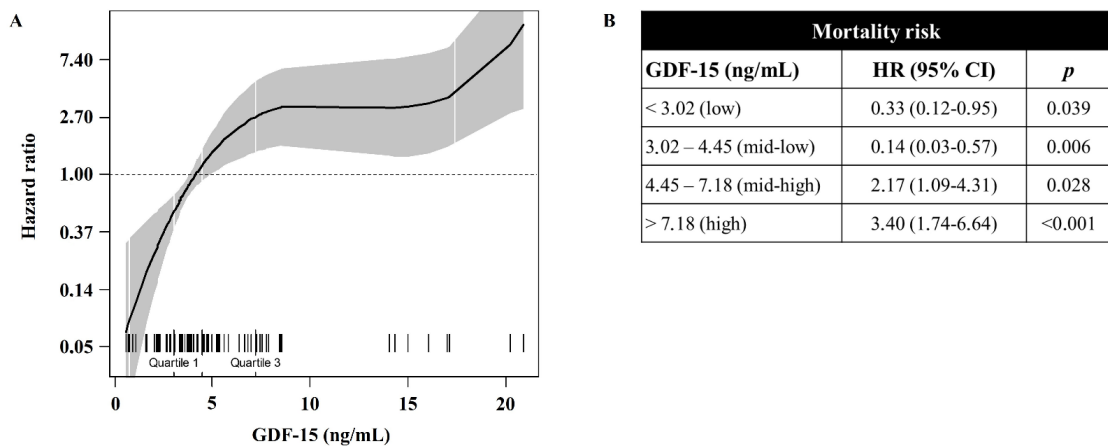 A
Hazard ratio
7.40
2.70
1.00
0.37
0.14
0.05
Quartile 1 Quartile 3
0 5 10 15 20
GDF-15 (ng/mL)
B
Mortality risk
GDF-15 (ng/mL) HR (95% CI) p
< 3.02 (low) 0.33 (0.12-0.95) 0.039
3.02 – 4.45 (mid-low) 0.14 (0.03-0.57) 0.006
4.45 – 7.18 (mid-high) 2.17 (1.09-4.31) 0.028
> 7.18 (high) 3.40 (1.74-6.64) <0.001